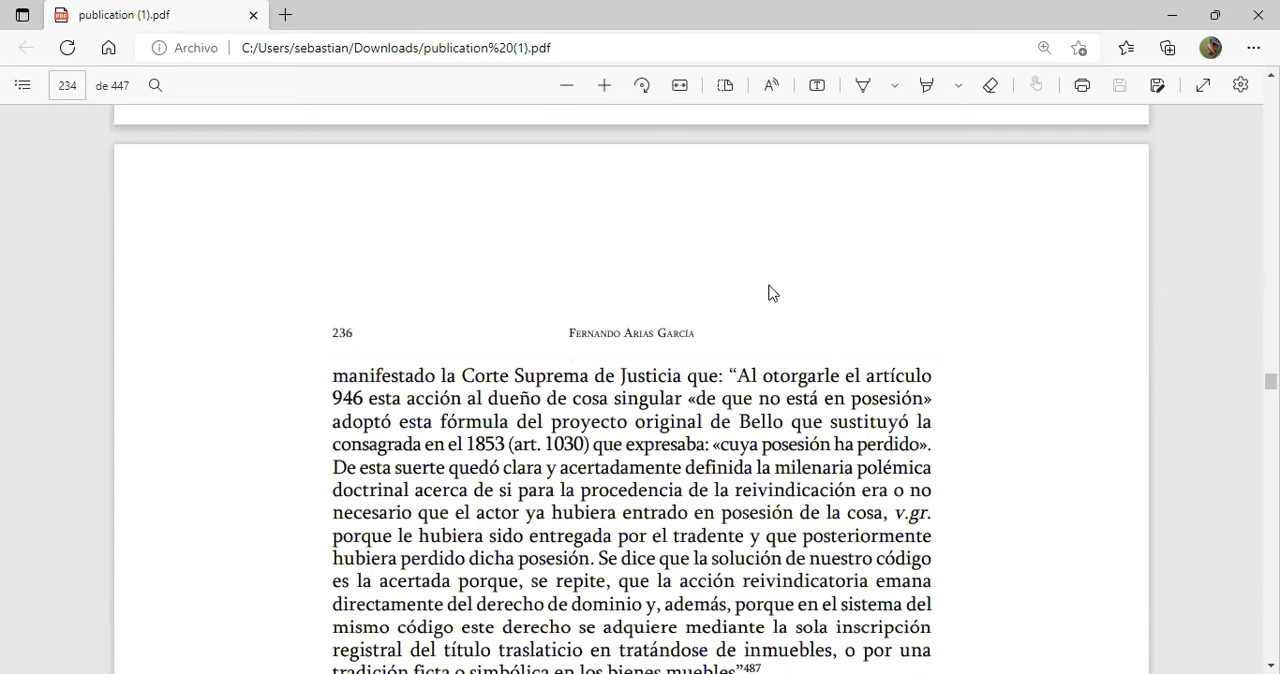 publication (1).pdf
Archivo
C:/Users/sebastian/Downloads/publication%20(1).pdf
234 de 447
236 Fernando Arias García
manifestado la Corte Suprema de Justicia que: “Al otorgarle el artículo
946 esta acción al dueño de cosa singular «de que no está en posesión»
adoptó esta fórmula del proyecto original de Bello que sustituyó la
consagrada en el 1853 (art. 1030) que expresaba: «cuya posesión ha perdido».
De esta suerte quedó clara y acertadamente definida la milenaria polémica
doctrinal acerca de si para la procedencia de la reivindicación era o no
necesario que el actor ya hubiera entrado en posesión de la cosa, v.gr.
porque le hubiera sido entregada por el tradente y que posteriormente
hubiera perdido dicha posesión. Se dice que la solución de nuestro código
es la acertada porque, se repite, que la acción reivindicatoria emana
directamente del derecho de dominio y, además, porque en el sistema del
mismo código este derecho se adquiere mediante la sola inscripción
registral del título traslaticio en tratándose de inmuebles, o por una
tradición ficta o simbólica en los bienes muebles”487